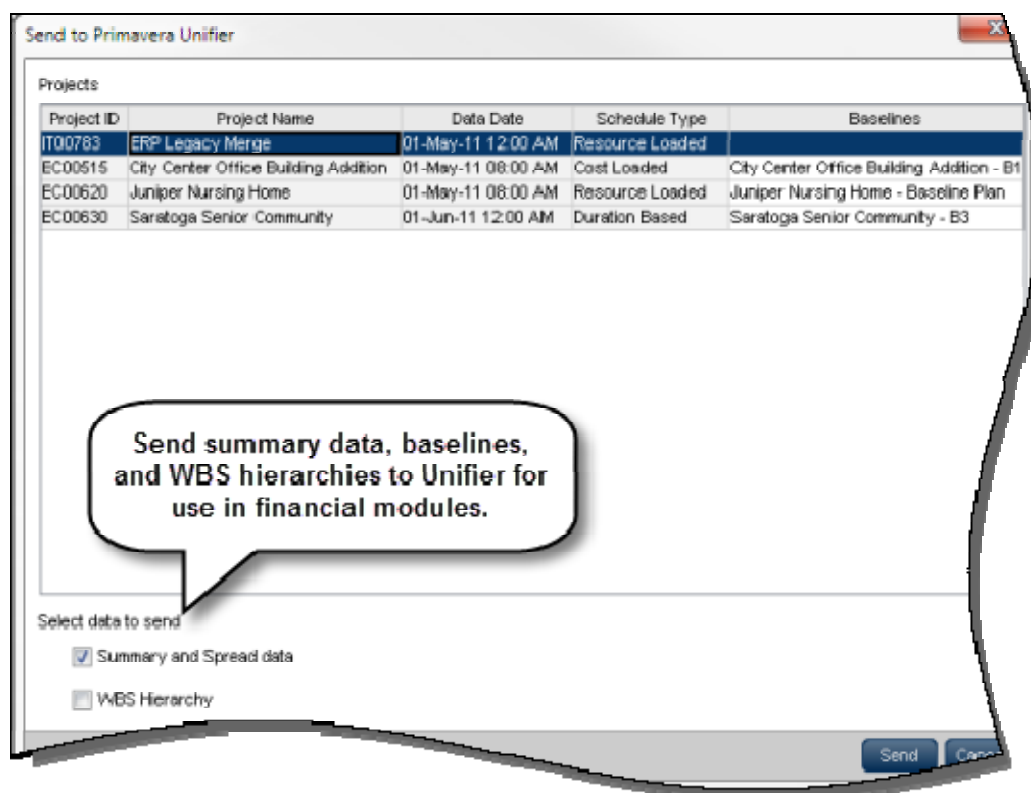 Send to Primavera Unifier
X
Projects
Project ID Project Name Data Date Schedule Type Baselines
IT00783 ERP Legacy Merge 01-May-11 12:00 AM Resource Loaded
EC00515 City Center Office Building Addition 01-May-11 08:00 AM Cost Loaded City Center Office Building Addition - B1
EC00620 Juniper Nursing Home 01-May-11 08:00 AM Resource Loaded Juniper Nursing Home - Baseline Plan
EC00630 Saratoga Senior Community 01-Jun-11 12:00 AM Duration Based Saratoga Senior Community - B3
Send summary data, baselines,
and WBS hierarchies to Unifier for
use in financial modules.
Select data to send
Summary and Spread data
WBS Hierarchy
Send